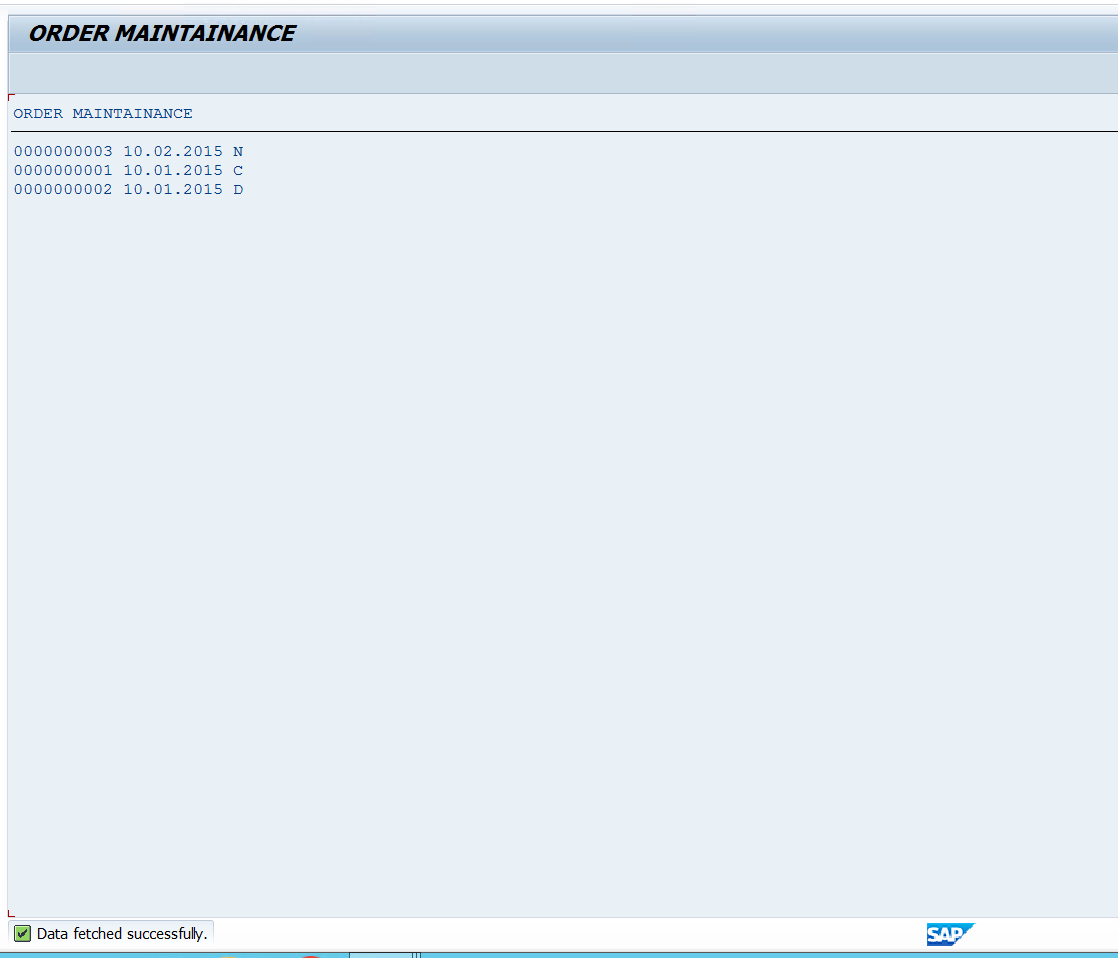 ORDER MAINTAINANCE
ORDER MAINTAINANCE
0000000003 10.02.2015 N
0000000001 10.01.2015 C
0000000002 10.01.2015 D
Data fetched successfully.
SAP